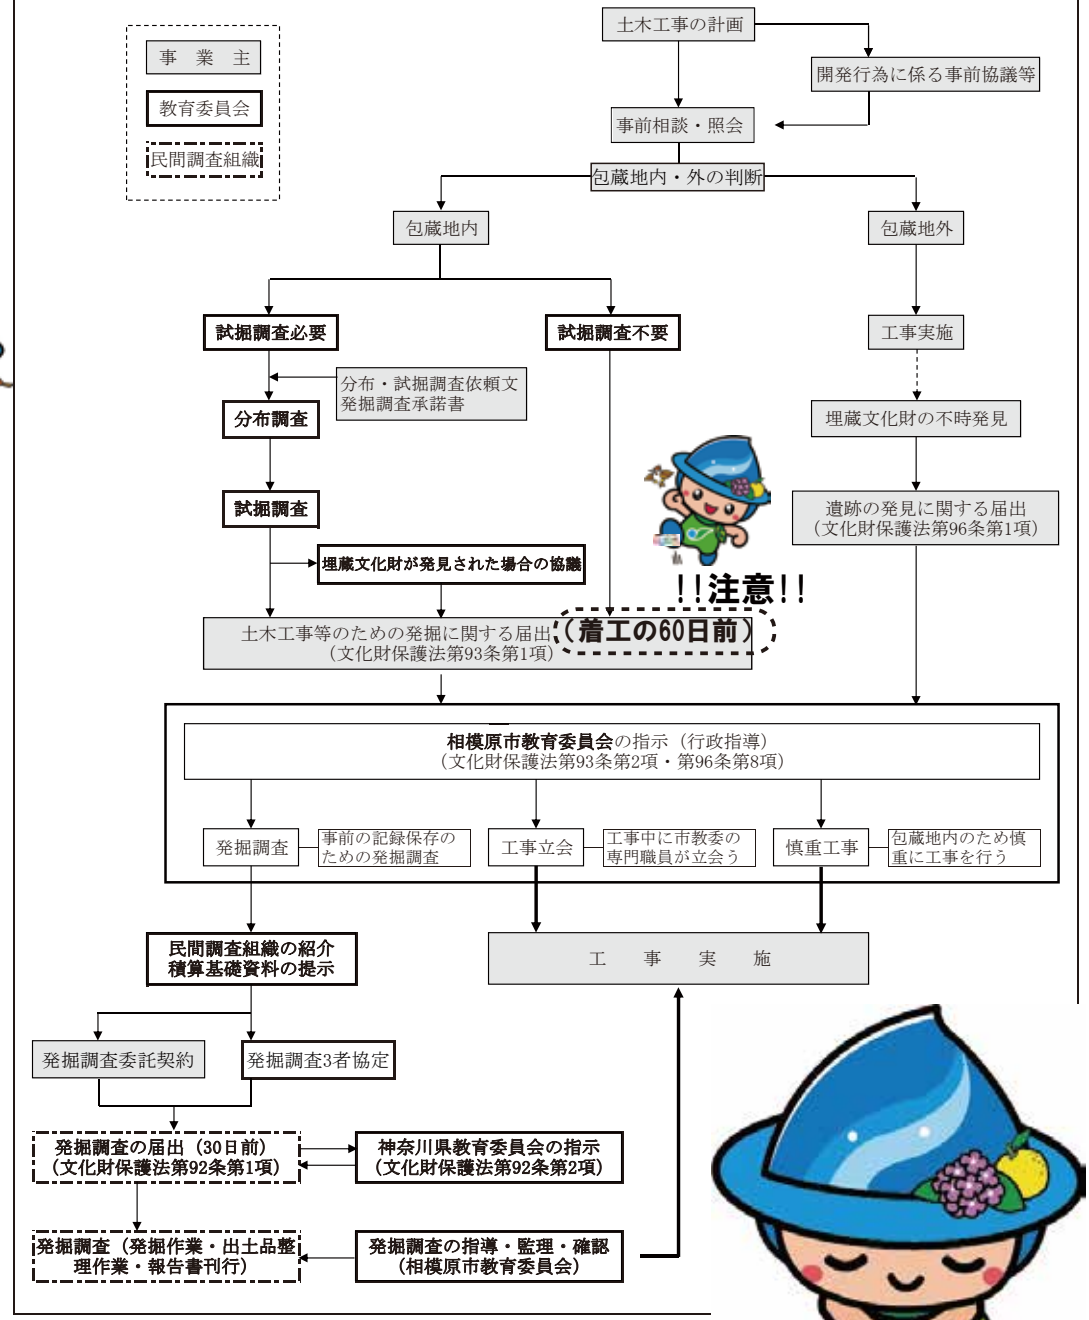 事　業　主
教育委員会
民間調査組織
土木工事の計画
開発行為に係る事前協議等
事前相談・照会
包蔵地内・外の判断
包蔵地内
包蔵地外
試掘調査必要
試掘調査不要
工事実施
分布・試掘調査依頼文
発掘調査承諾書
分布調査
埋蔵文化財の不時発見
試掘調査
遺跡の発見に関する届出
(文化財保護法第96条第1項)
埋蔵文化財が発見された場合の協議
!!注意!!
土木工事等のための発掘に関する届出(着工の60日前)
(文化財保護法第93条第1項)
相模原市教育委員会の指示（行政指導）
(文化財保護法第93条第2項・第96条第8項)
発掘調査
事前の記録保存の
ための発掘調査
工事立会
工事中に市教委の
専門職員が立会う
慎重工事
包蔵地内のため慎
重に工事を行う
民間調査組織の紹介
積算基礎資料の提示
工　事　実　施
発掘調査委託契約
発掘調査3者協定
発掘調査の届出（30日前）
(文化財保護法第92条第1項)
神奈川県教育委員会の指示
(文化財保護法第92条第2項)
発掘調査（発掘作業・出土品整
理作業・報告書刊行）
発掘調査の指導・監理・確認
(相模原市教育委員会)